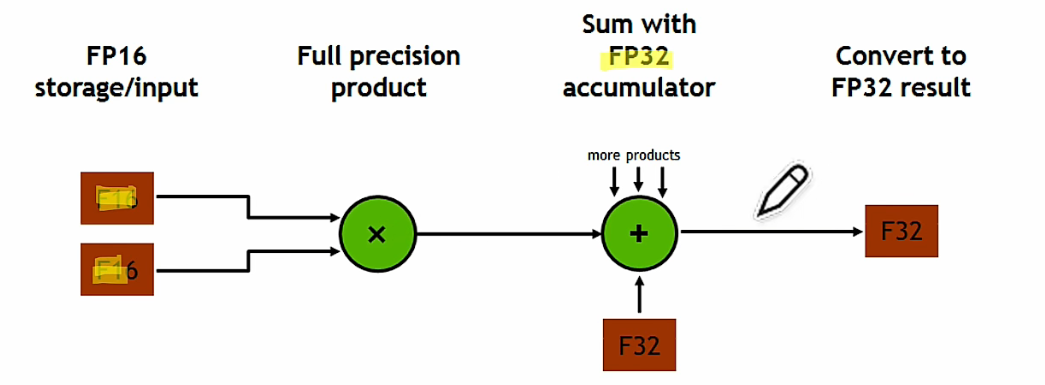 FP16
storage/input
Full precision
product
Sum with
FP32
accumulator
Convert to
FP32 result
more products
F16
F16
×
+
F32
F32